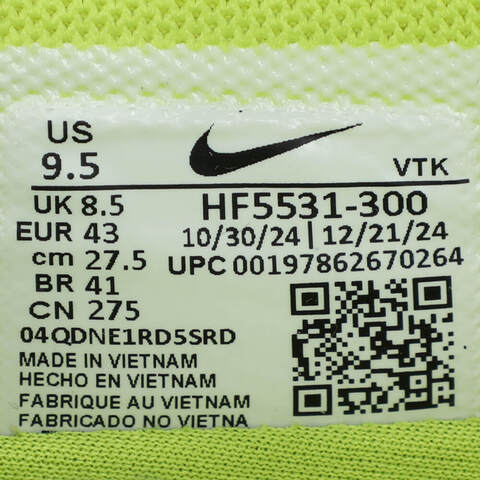 US
9.5
VTK
UK 8.5
HF5531-300
EUR 43
10/30/24 | 12/21/24
cm 27.5
UPC 00197862670264
BR 41
CN 275
04QDNE1RD5SRD
MADE IN VIETNAM
HECHO EN VIETNAM
FABRIQUE AU VIETNAM
FABRICADO NO VIETNA